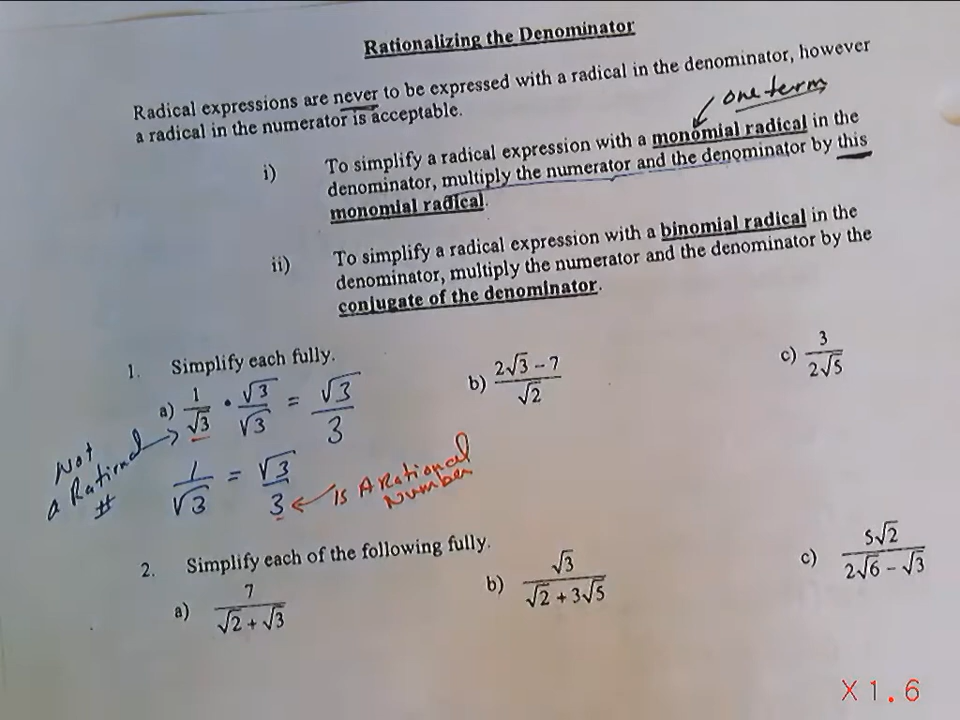 Rationalizing the Denominator
Radical expressions are never to be expressed with a radical in the denominator, however
a radical in the numerator is acceptable.
one term
i) To simplify a radical expression with a monomial radical in the
denominator, multiply the numerator and the denominator by this
monomial radical.
ii) To simplify a radical expression with a binomial radical in the
denominator, multiply the numerator and the denominator by the
conjugate of the denominator.
1. Simplify each fully.
a) 1/√3 · √3/√3 = √3/3
b) (2√3 − 7)/√2
c) 3/(2√5)
Not
a Rational
#
1/√3 = √3/3
is A Rational
Number
2. Simplify each of the following fully.
a) 7/(√2 + √3)
b) √3/(√2 + 3√5)
c) 5√2/(2√6 − √3)
X1.6